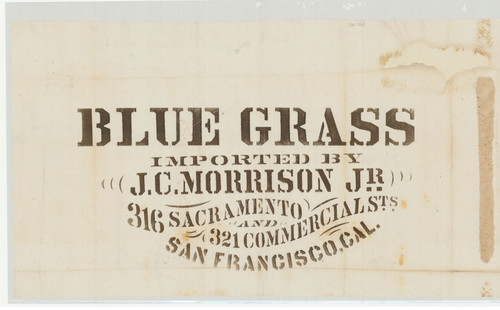 BLUE GRASS
IMPORTED BY
(((J.C.MORRISON JR)))
316 SACRAMENTO
AND
321 COMMERCIAL STS
SAN FRANCISCO, CAL.